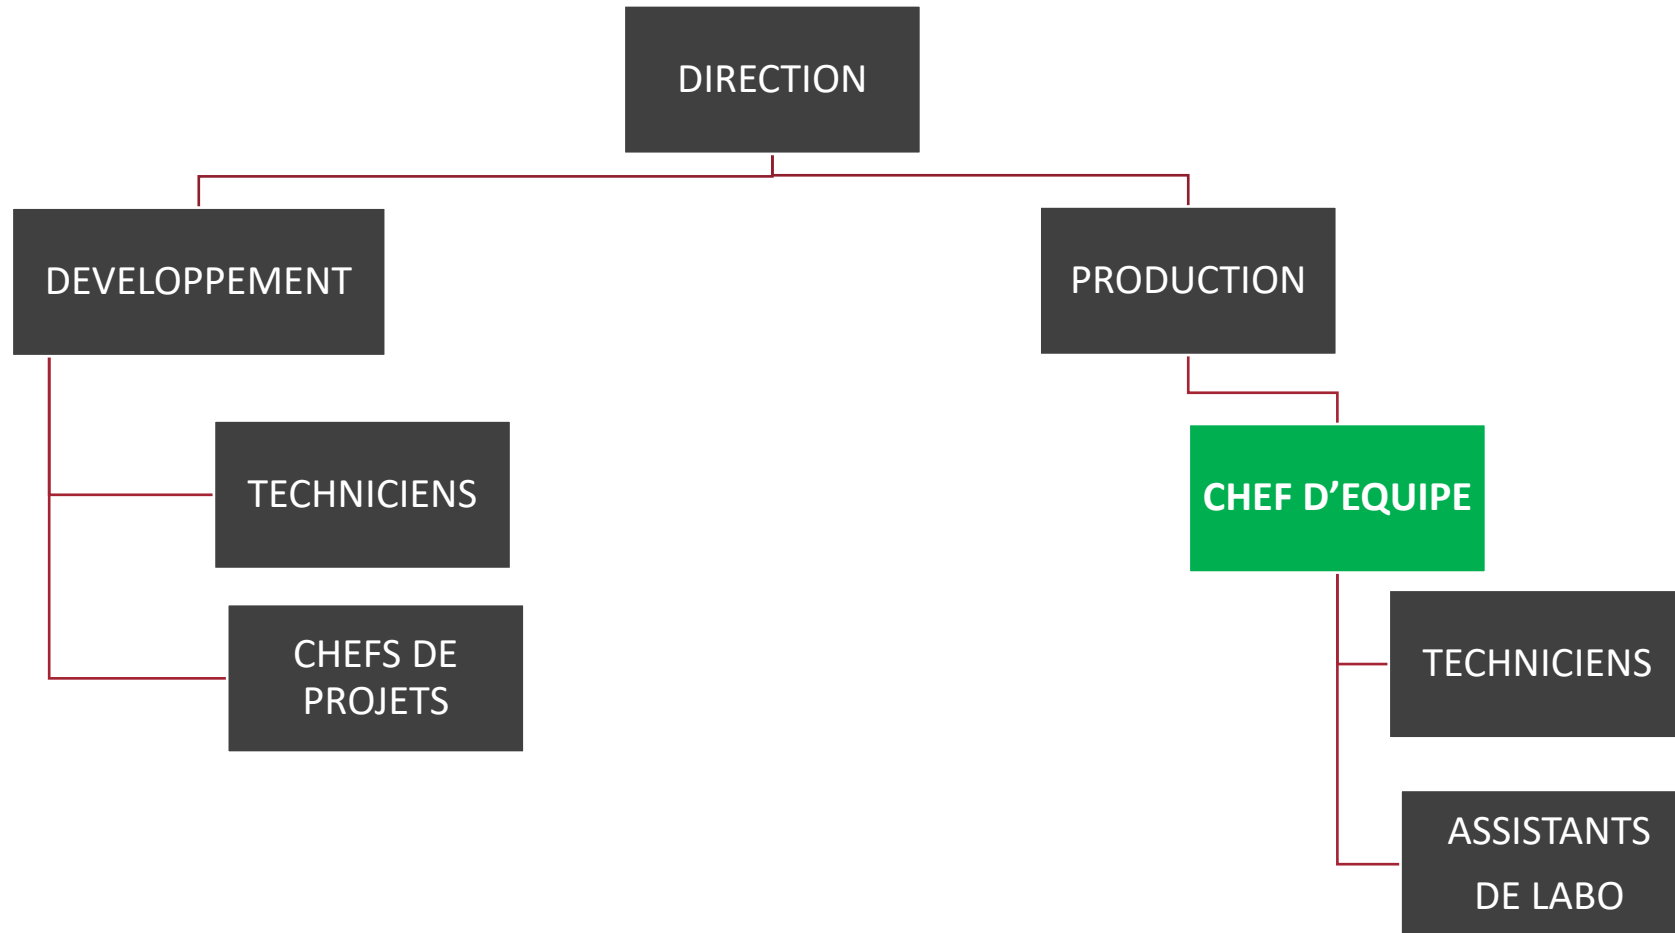 DIRECTION
DEVELOPPEMENT
PRODUCTION
TECHNICIENS
CHEFS DE
PROJETS
CHEF D’EQUIPE
TECHNICIENS
ASSISTANTS
DE LABO